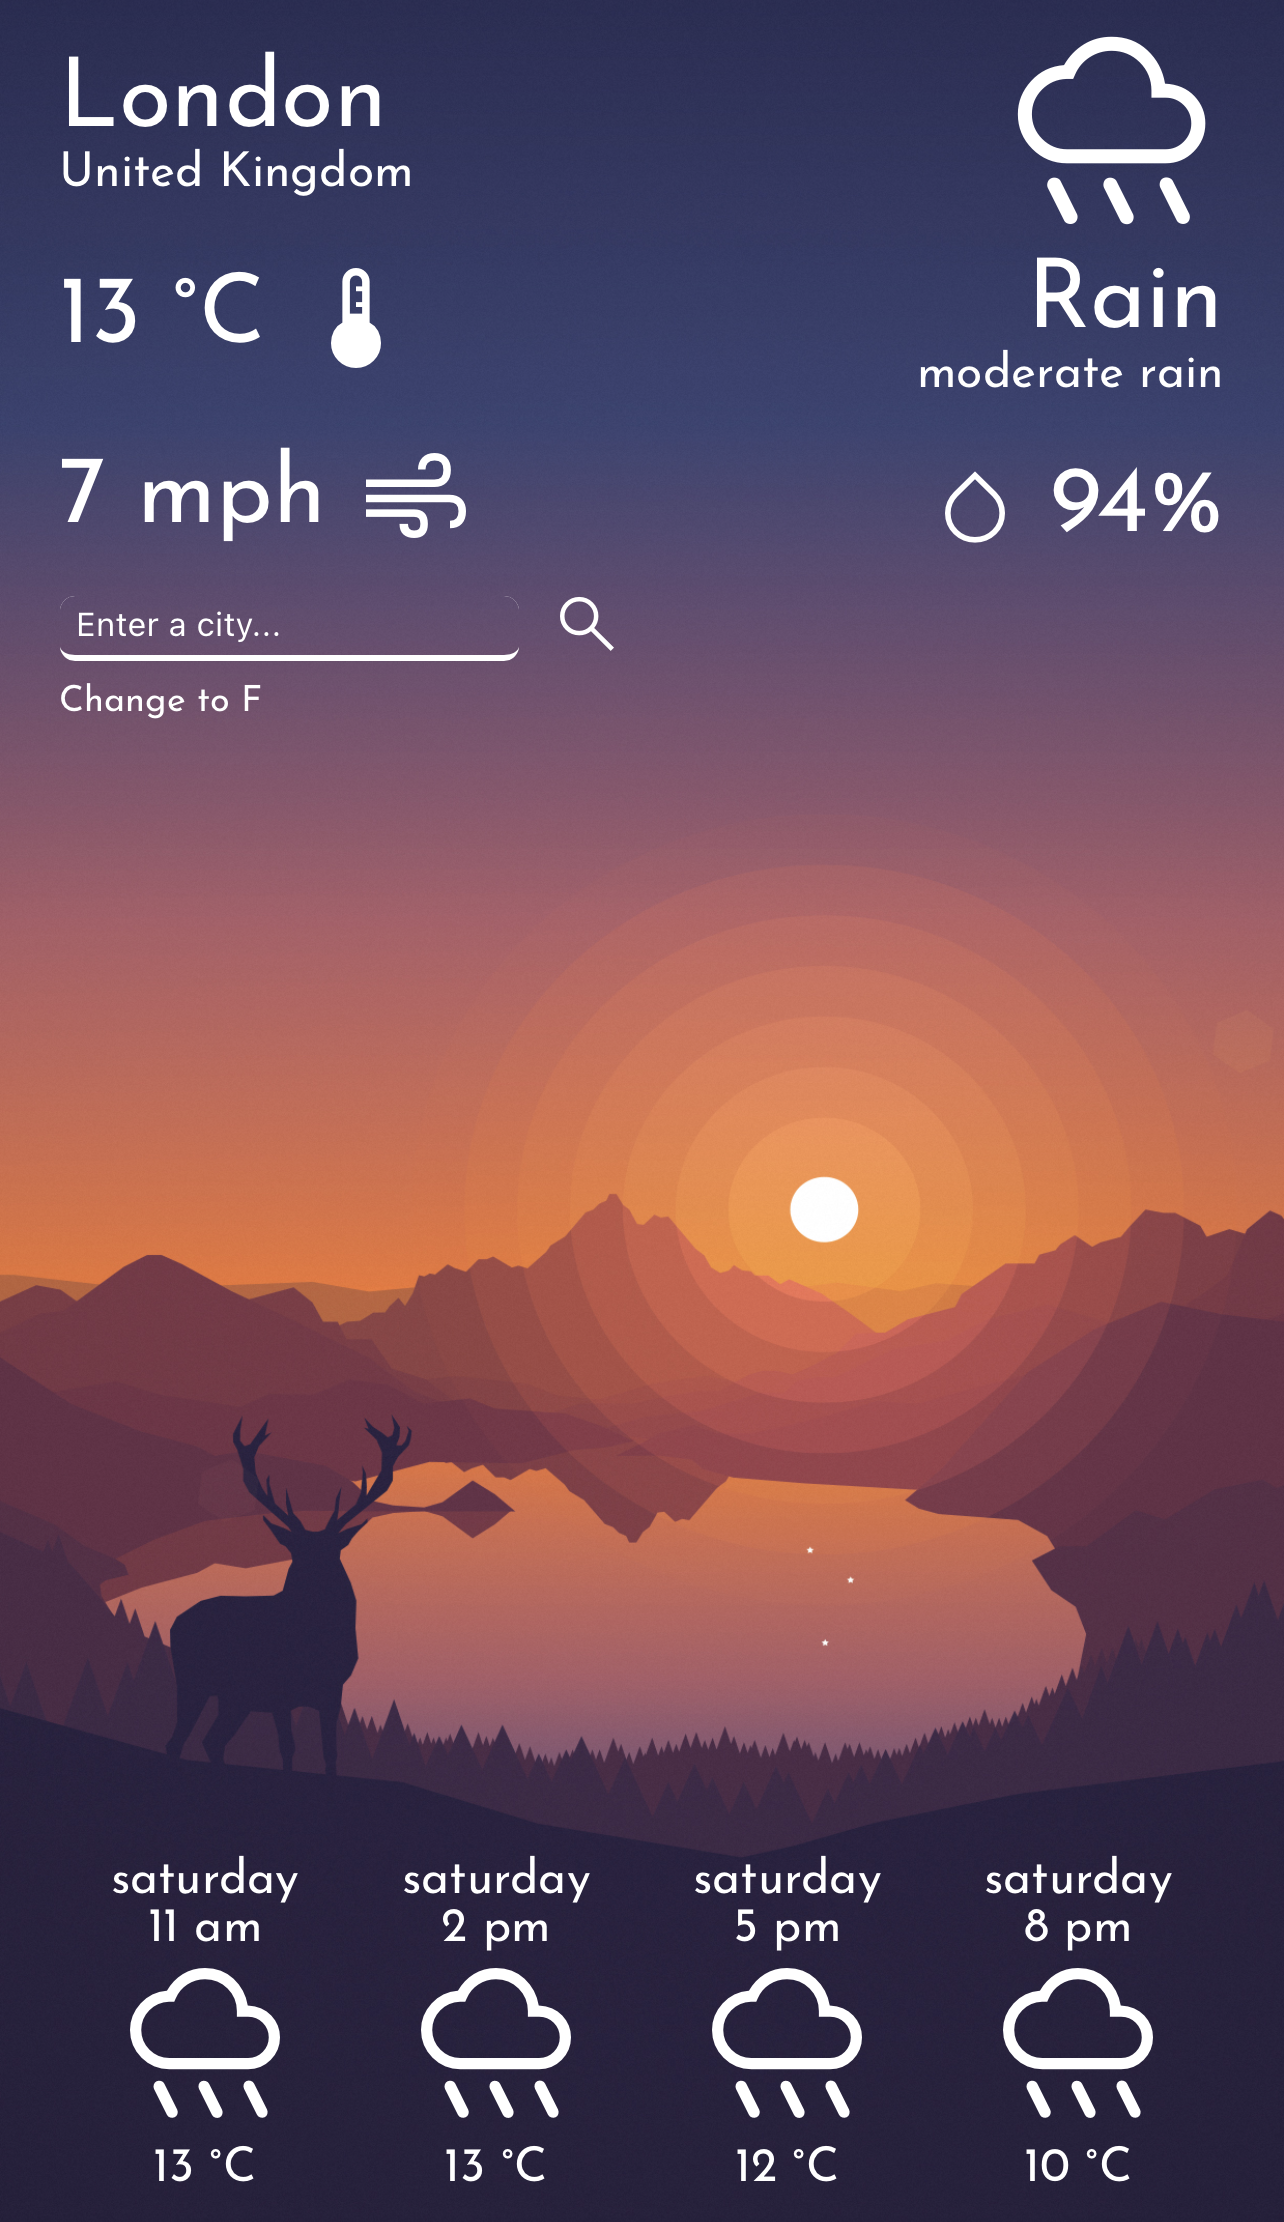 London
United Kingdom
13 °C
7 mph
Rain
moderate rain
94%
Enter a city...
Change to F
saturday
11 am
13 °C
saturday
2 pm
13 °C
saturday
5 pm
12 °C
saturday
8 pm
10 °C